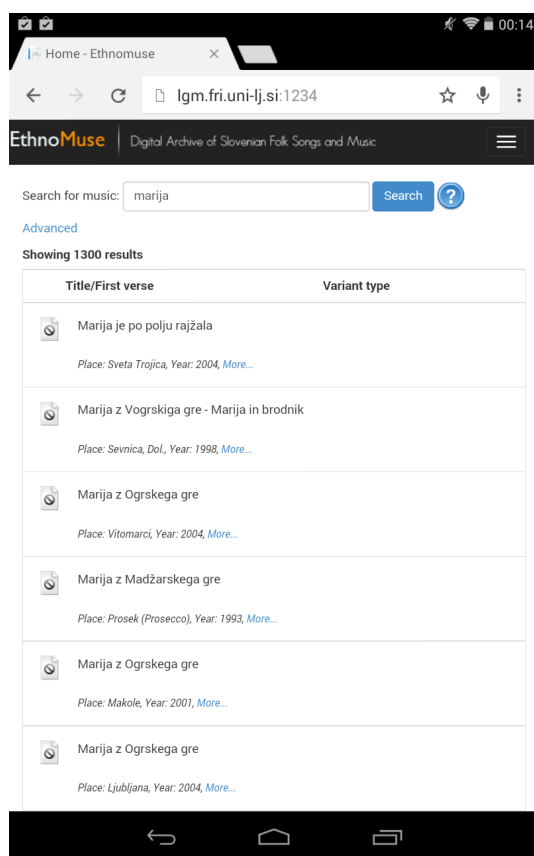 00:14
Home - Ethnomuse
lgm.fri.uni-lj.si:1234
EthnoMuse Digital Archive of Slovenian Folk Songs and Music
Search for music: marija Search ?
Advanced
Showing 1300 results
Title/First verse Variant type
Marija je po polju rajžala
Place: Sveta Trojica, Year: 2004, More...
Marija z Vogrskiga gre - Marija in brodnik
Place: Sevnica, Dol., Year: 1998, More...
Marija z Ogrskega gre
Place: Vitomarci, Year: 2004, More...
Marija z Madžarskega gre
Place: Prosek (Prosecco), Year: 1993, More...
Marija z Ogrskega gre
Place: Makole, Year: 2001, More...
Marija z Ogrskega gre
Place: Ljubljana, Year: 2004, More...